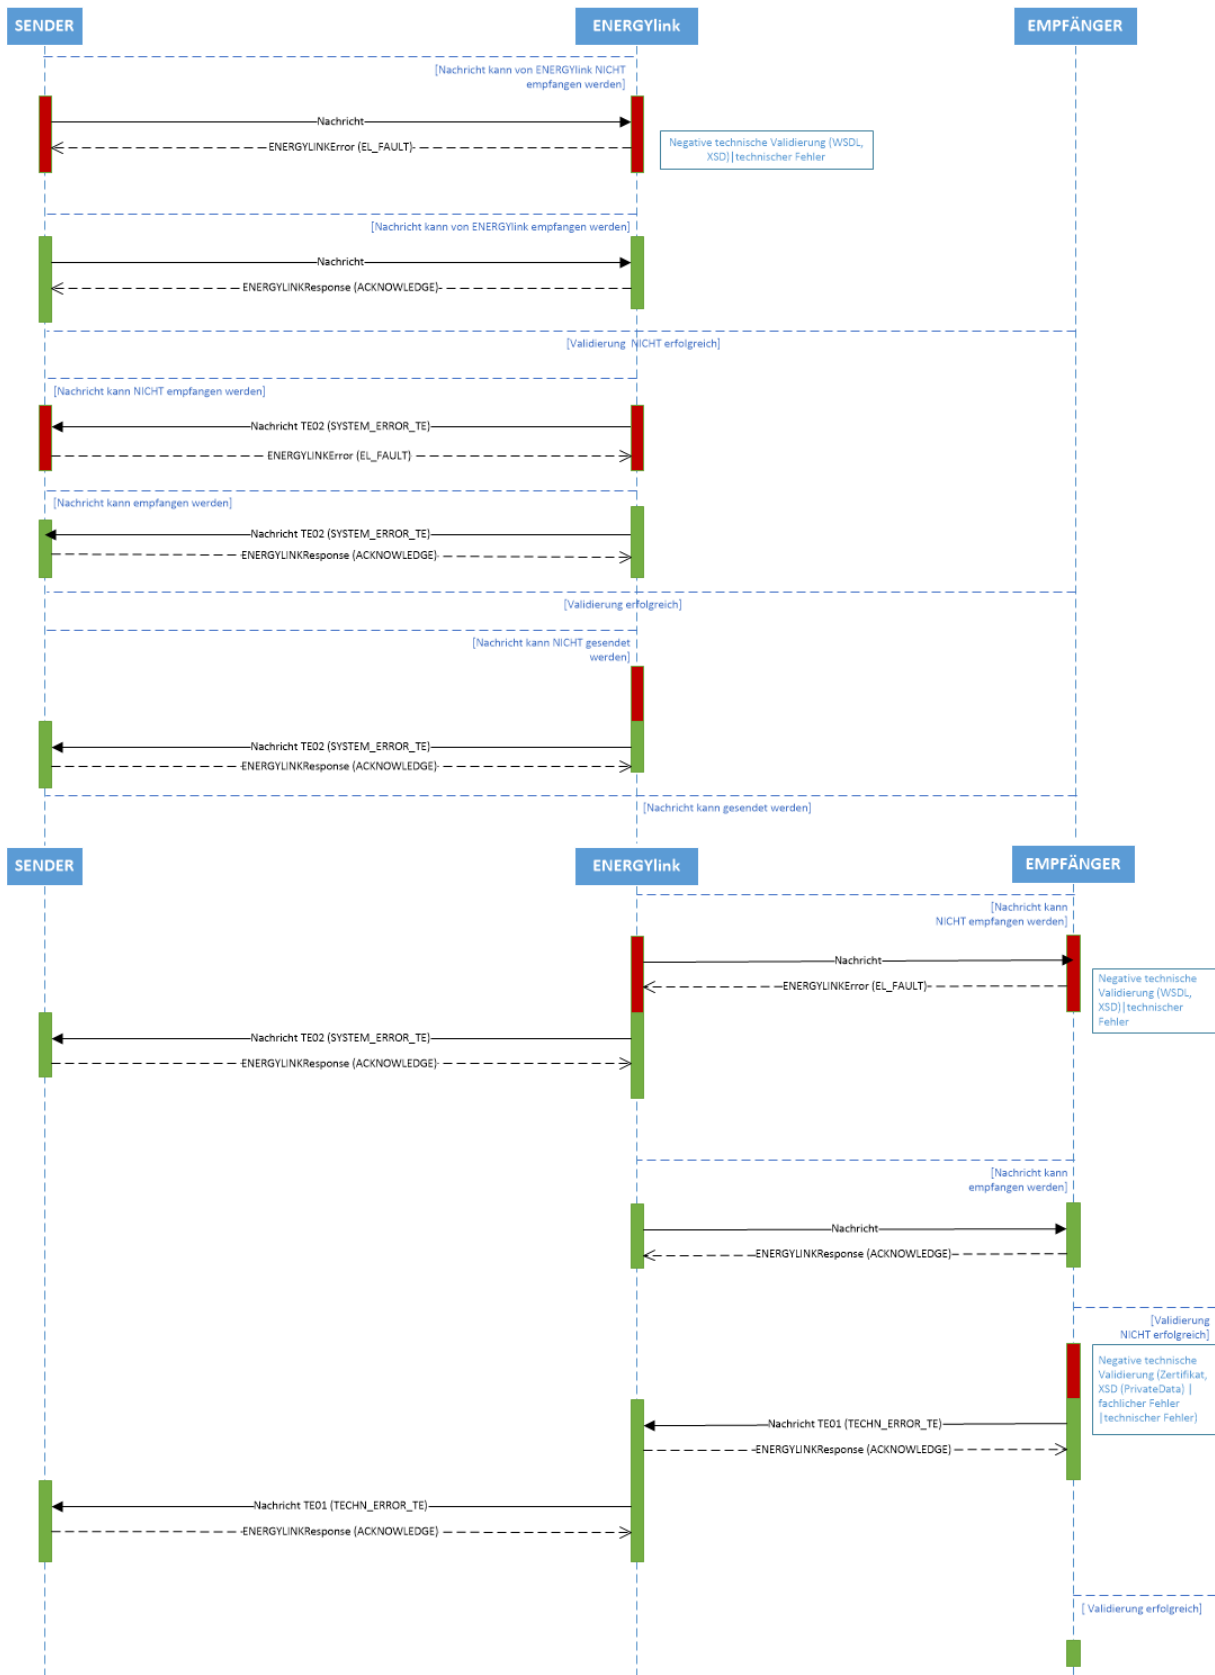 SENDER
ENERGYlink
EMPFÄNGER
[Nachricht kann von ENERGYlink NICHT
empfangen werden]
Nachricht
ENERGYLINKError (EL_FAULT)
Negative technische Validierung (WSDL,
XSD)|technischer Fehler
[Nachricht kann von ENERGYlink empfangen werden]
Nachricht
ENERGYLINKResponse (ACKNOWLEDGE)
[Validierung NICHT erfolgreich]
[Nachricht kann NICHT empfangen werden]
Nachricht TE02 (SYSTEM_ERROR_TE)
ENERGYLINKError (EL_FAULT)
[Nachricht kann empfangen werden]
Nachricht TE02 (SYSTEM_ERROR_TE)
ENERGYLINKResponse (ACKNOWLEDGE)
[Validierung erfolgreich]
[Nachricht kann NICHT gesendet
werden]
Nachricht TE02 (SYSTEM_ERROR_TE)
ENERGYLINKResponse (ACKNOWLEDGE)
[Nachricht kann gesendet werden]
SENDER
ENERGYlink
EMPFÄNGER
[Nachricht kann
NICHT empfangen werden]
Nachricht
ENERGYLINKError (EL_FAULT)
Negative technische
Validierung (WSDL,
XSD)|technischer
Fehler
Nachricht TE02 (SYSTEM_ERROR_TE)
ENERGYLINKResponse (ACKNOWLEDGE)
[Nachricht kann
empfangen werden]
Nachricht
ENERGYLINKResponse (ACKNOWLEDGE)
[Validierung
NICHT erfolgreich]
Negative technische
Validierung (Zertifikat,
XSD (PrivateData) |
fachlicher Fehler
|technischer Fehler)
Nachricht TE01 (TECHN_ERROR_TE)
ENERGYLINKResponse (ACKNOWLEDGE)
Nachricht TE01 (TECHN_ERROR_TE)
ENERGYLINKResponse (ACKNOWLEDGE)
[ Validierung erfolgreich]